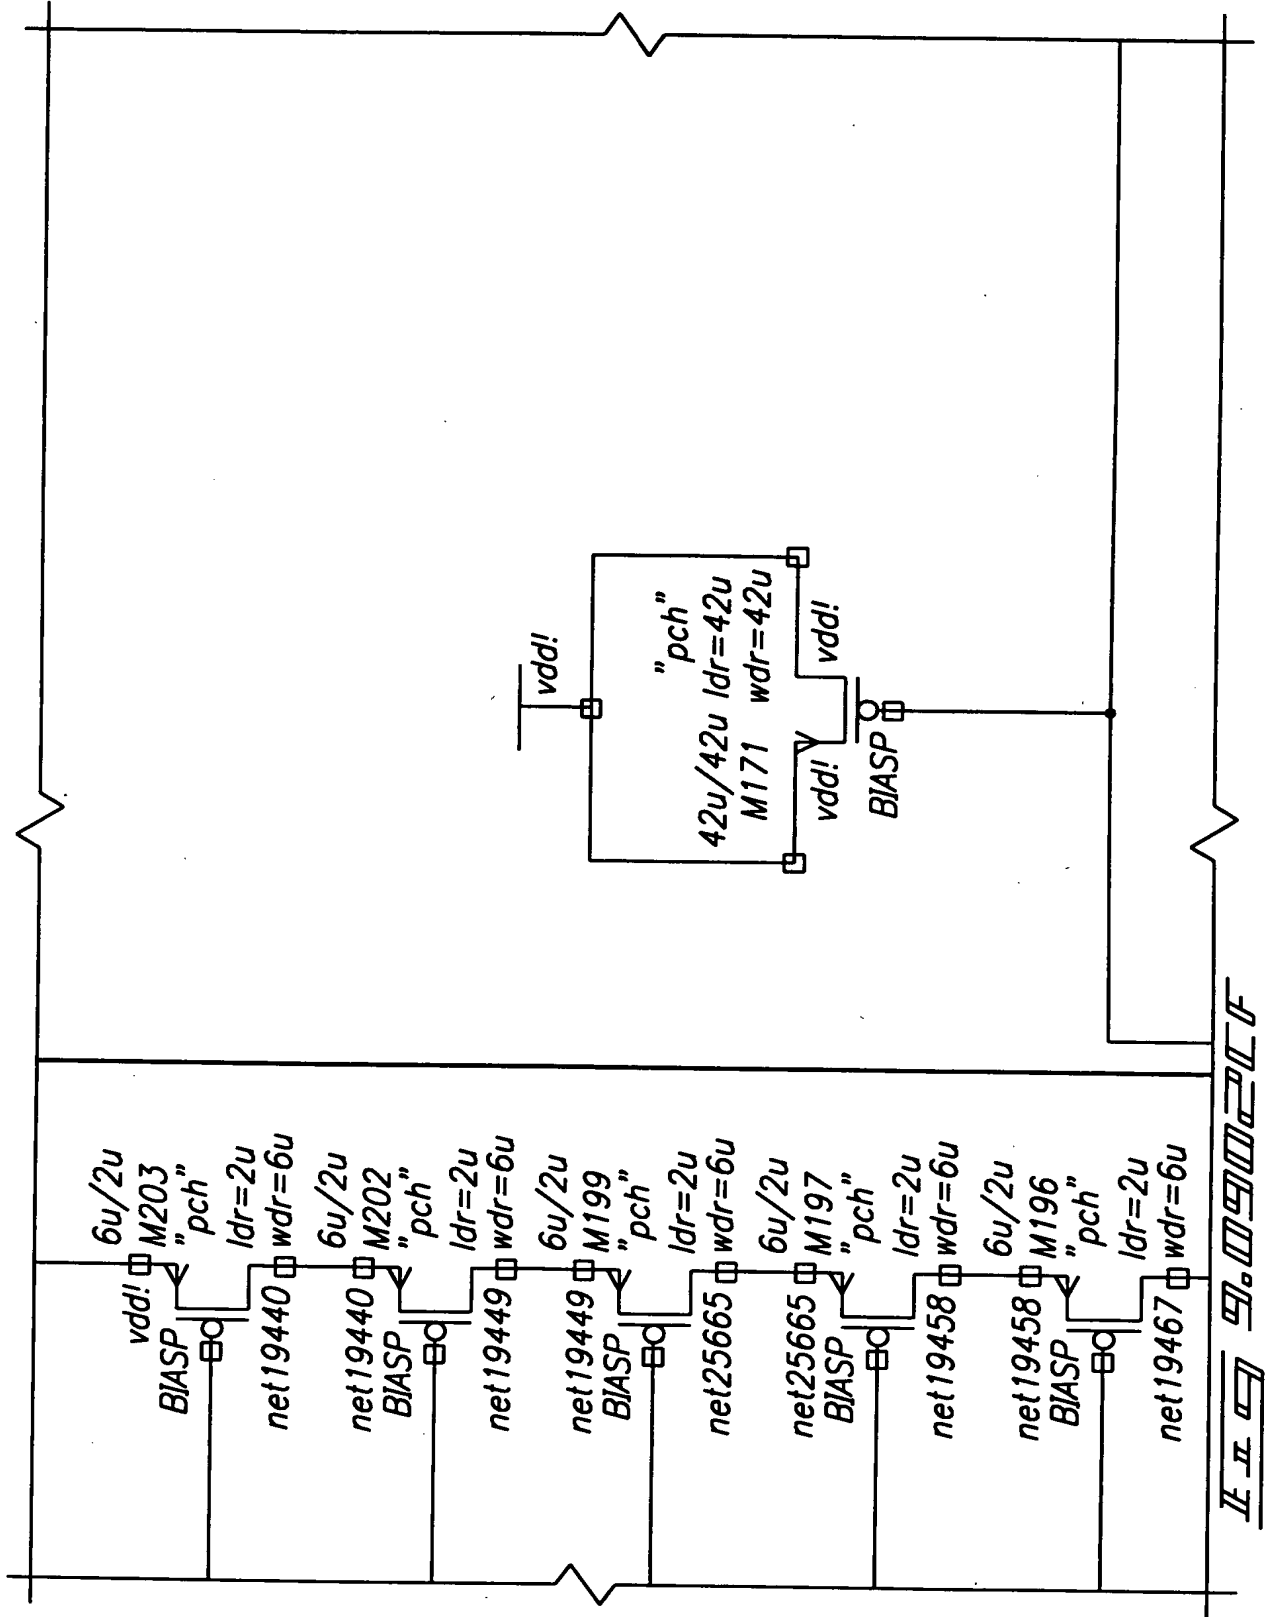 6u/2u
M203
"pch"
ldr=2u
wdr=6u
vdd!
BIASP
net19440
6u/2u
M202
"pch"
ldr=2u
wdr=6u
net19440
BIASP
net19449
6u/2u
M199
"pch"
ldr=2u
wdr=6u
net19449
BIASP
net25665
6u/2u
M197
"pch"
ldr=2u
wdr=6u
net25665
BIASP
net19458
6u/2u
M196
"pch"
ldr=2u
wdr=6u
net19458
BIASP
net19467
vdd!
"pch"
42u/42u ldr=42u
M171 wdr=42u
vdd!
vdd!
BIASP